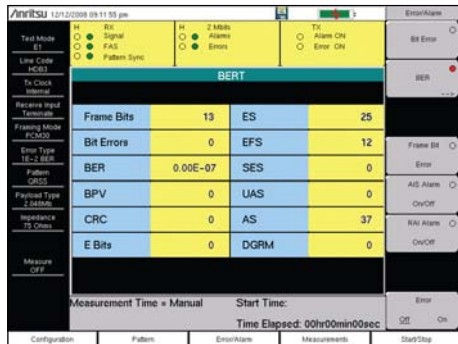 Anritsu 12/12/2008 09:11:55 pm
Error/Alarm
Test Mode
E1
Line Code
HDB3
Tx Clock
Internal
Receive Input
Terminate
Framing Mode
PCM30
Error Type
1E-2 BER
Pattern
QRSS
Payload Type
2.048Mb
Impedance
75 Ohms
Measure
OFF
H RX
Signal
FAS
Pattern Sync
H 2 Mbits
Alarms
Errors
TX
Alarm ON
Error ON
BERT
Frame Bits 13 ES 25
Bit Errors 0 EFS 12
BER 0.00E-07 SES 0
BPV 0 UAS 0
CRC 0 AS 37
E Bits 0 DGRM 0
Measurement Time = Manual Start Time:
Time Elapsed: 00hr00min00sec
Bit Error
BER
-->
Frame Bit
Error
AIS Alarm
On/Off
RAI Alarm
On/Off
Error
Off On
Configuration Pattern Error/Alarm Measurements Start/Stop